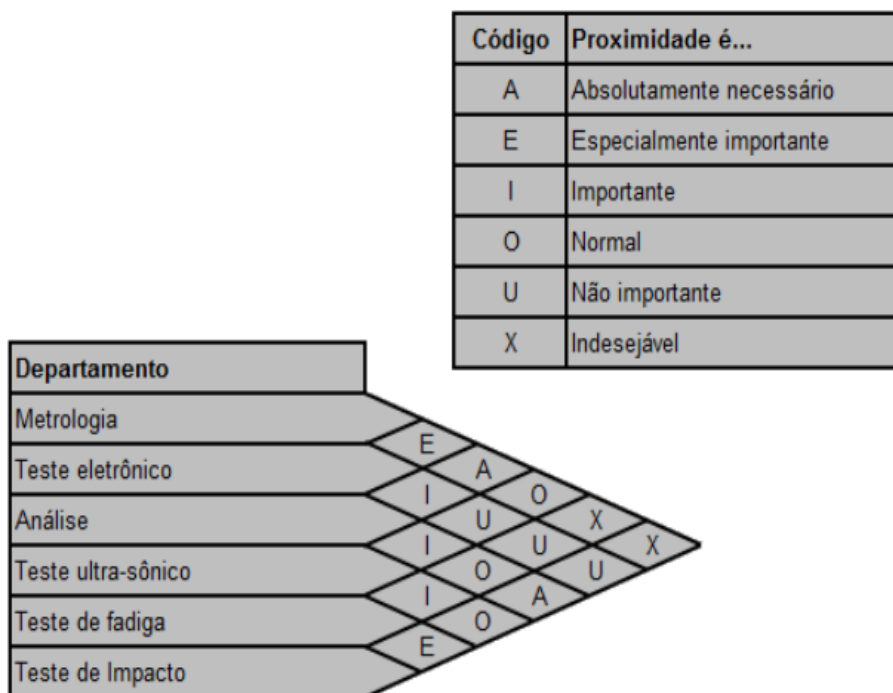 Código Proximidade é...
A Absolutamente necessário
E Especialmente importante
I Importante
O Normal
U Não importante
X Indesejável
Departamento
Metrologia
E
Teste eletrônico
A
I O
Análise
U X
I U X
Teste ultra-sônico
O U
I A
Teste de fadiga
O
E
Teste de Impacto